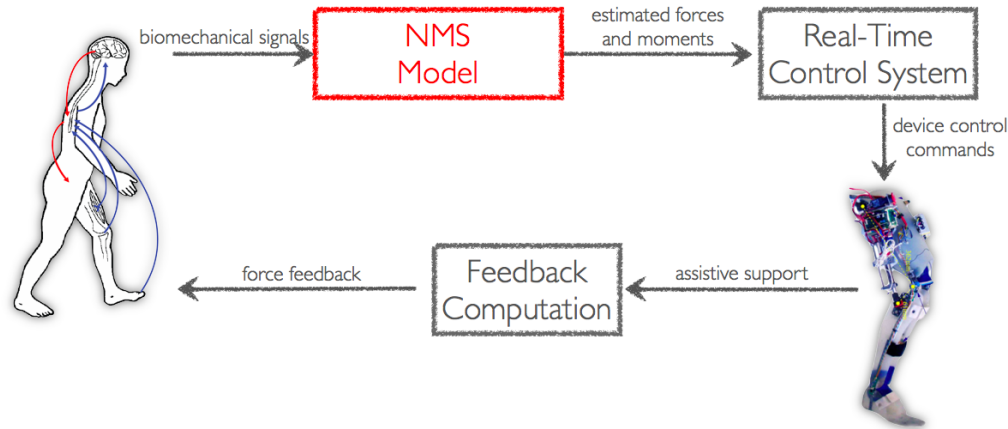 biomechanical signals
NMS
Model
estimated forces
and moments
Real-Time
Control System
device control
commands
assistive support
Feedback
Computation
force feedback